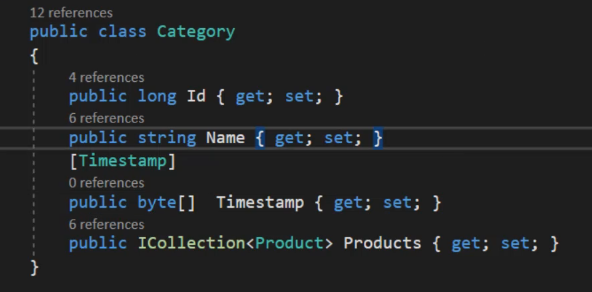 12 references
public class Category
{
4 references
public long Id { get; set; }
6 references
public string Name { get; set; }
[Timestamp]
0 references
public byte[]  Timestamp { get; set; }
6 references
public ICollection<Product> Products { get; set; }
}